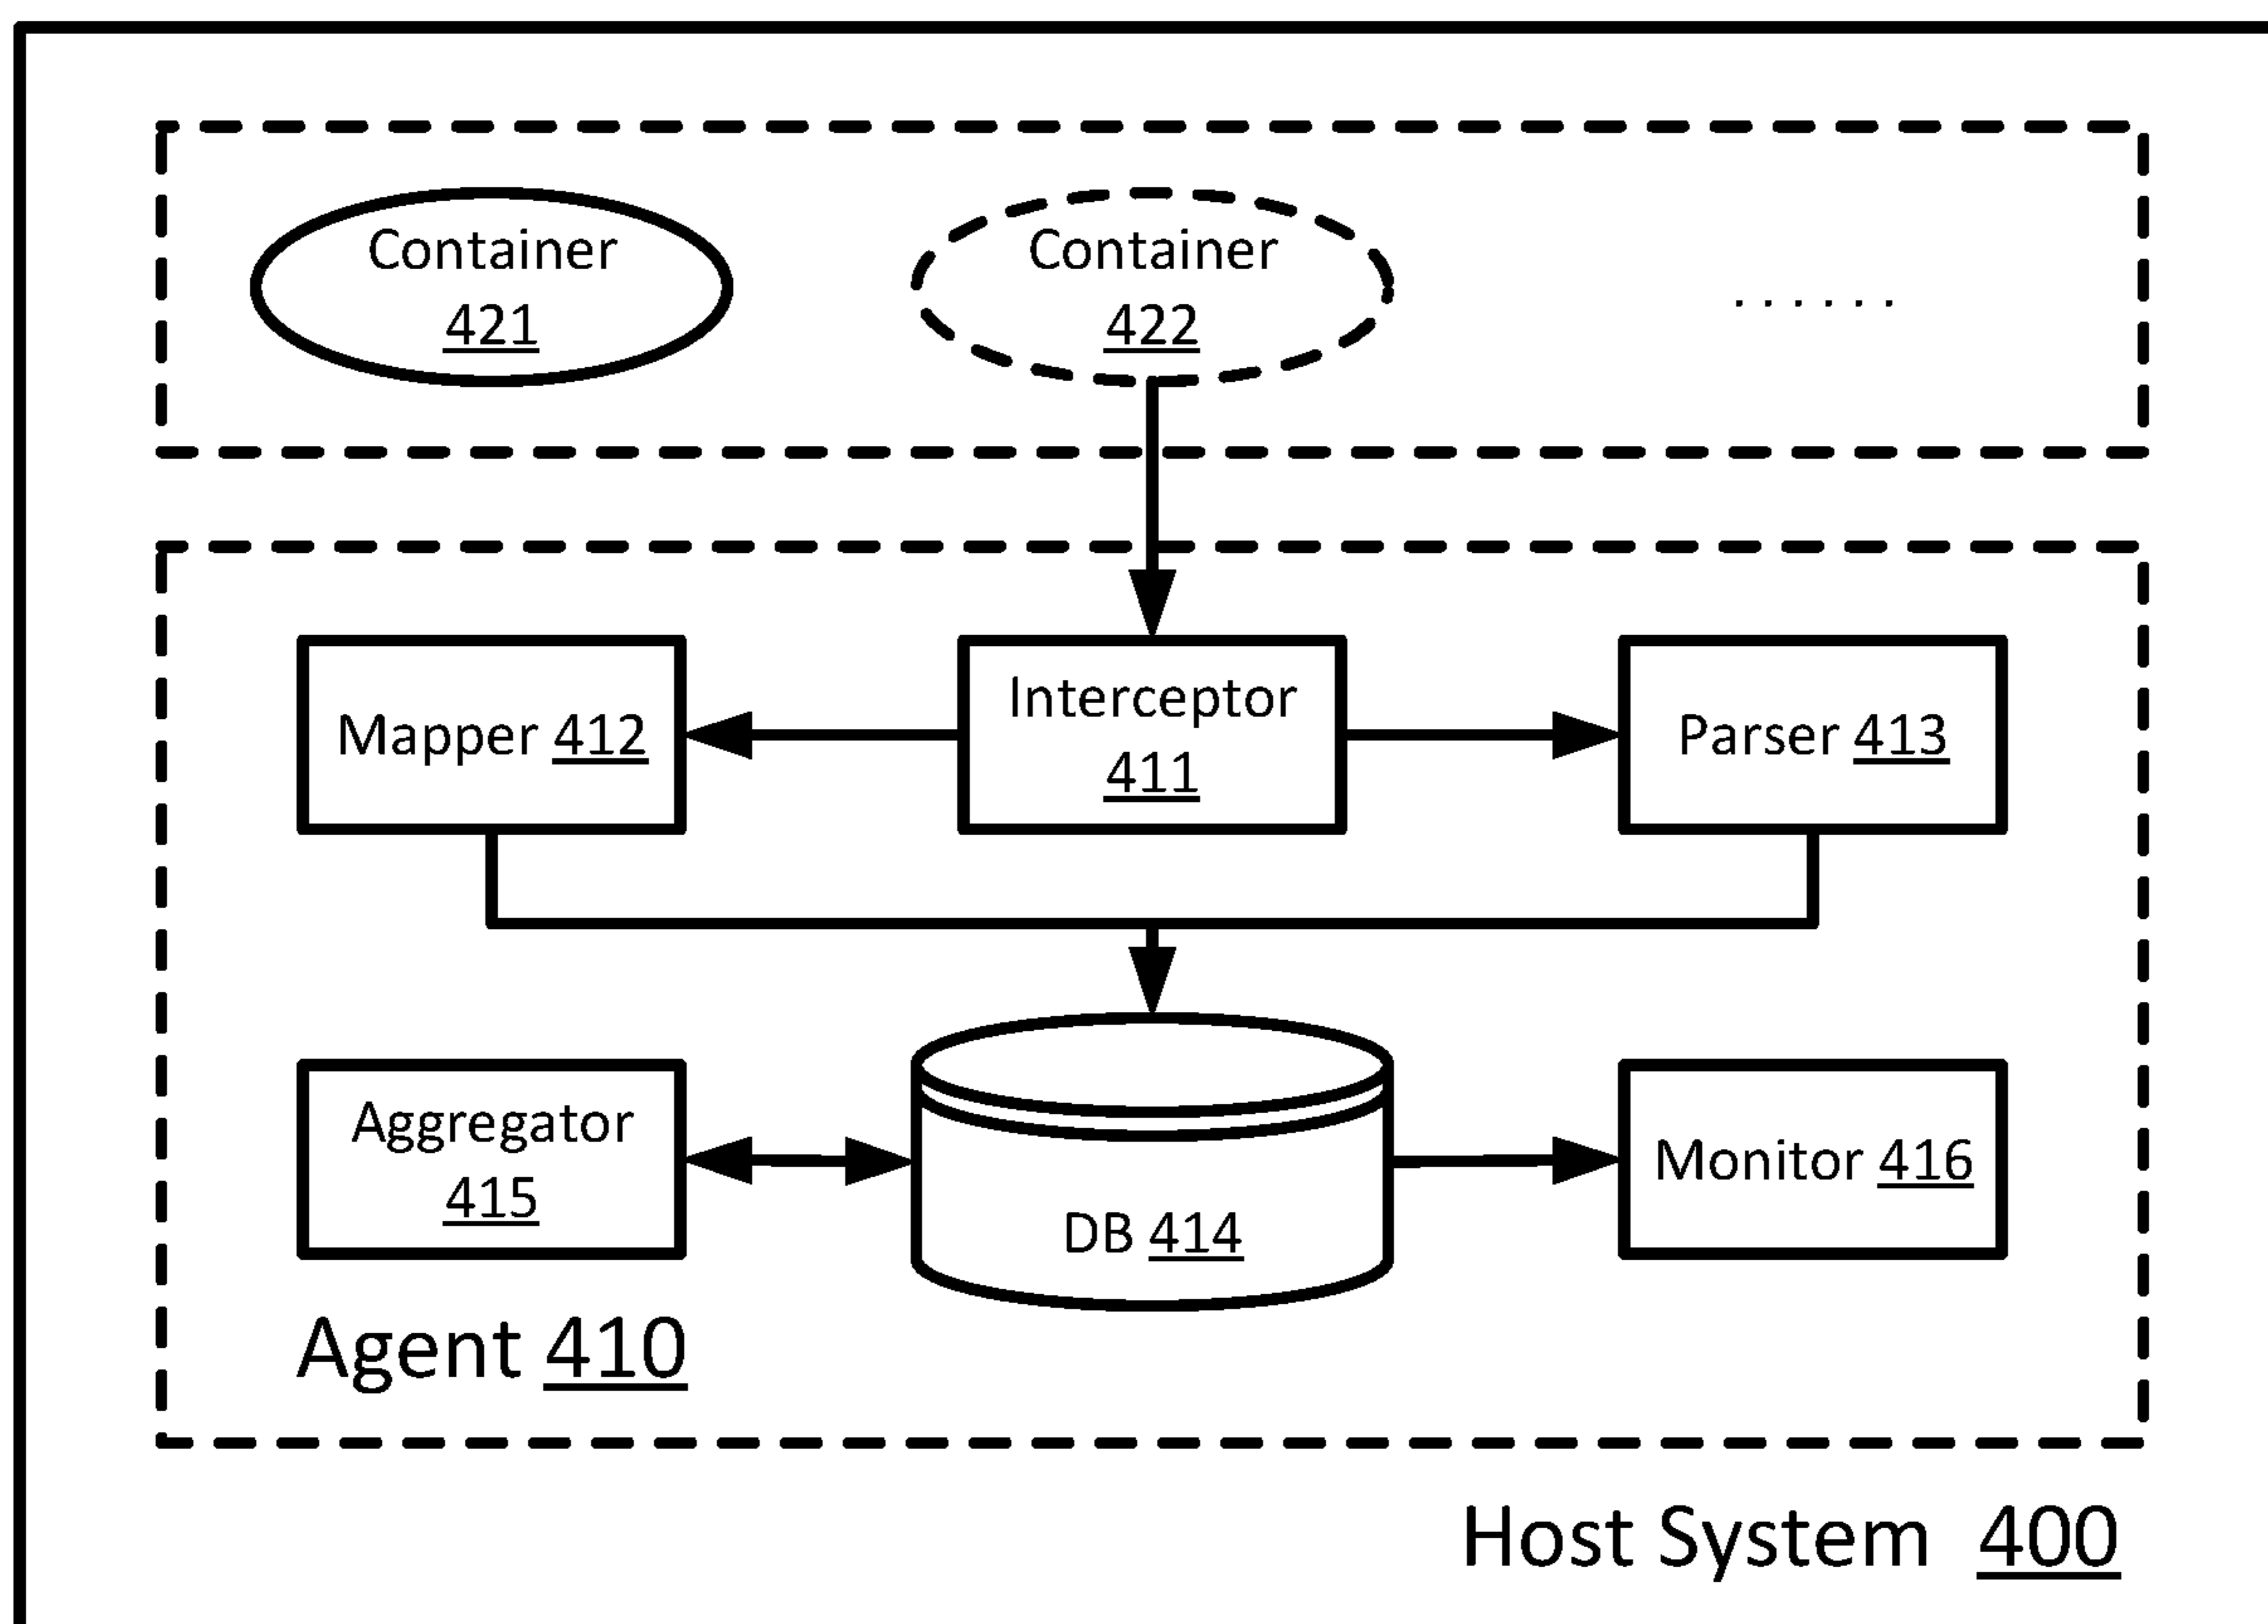 Container
421
Container
422
......
Mapper 412
Interceptor
411
Parser 413
Aggregator
415
DB 414
Monitor 416
Agent 410
Host System 400